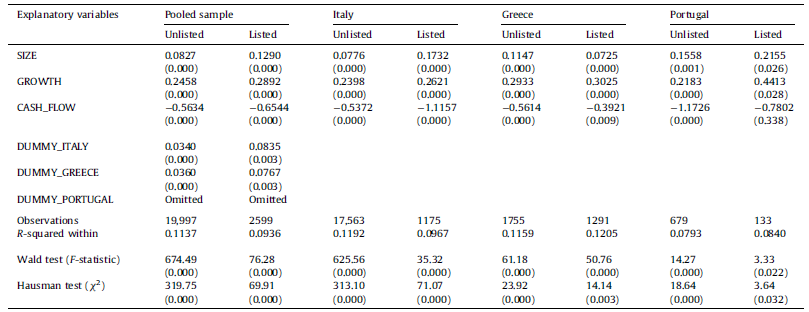 Explanatory variables Pooled sample Italy Greece Portugal
Unlisted Listed Unlisted Listed Unlisted Listed Unlisted Listed
SIZE 0.0827 0.1290 0.0776 0.1732 0.1147 0.0725 0.1558 0.2155
(0.000) (0.000) (0.000) (0.000) (0.000) (0.000) (0.001) (0.026)
GROWTH 0.2458 0.2892 0.2398 0.2621 0.2933 0.3025 0.2183 0.4413
(0.000) (0.000) (0.000) (0.000) (0.000) (0.000) (0.000) (0.028)
CASH_FLOW −0.5634 −0.6544 −0.5372 −1.1157 −0.5614 −0.3921 −1.1726 −0.7802
(0.000) (0.000) (0.000) (0.000) (0.000) (0.009) (0.000) (0.338)
DUMMY_ITALY 0.0340 0.0835
(0.000) (0.003)
DUMMY_GREECE 0.0360 0.0767
(0.000) (0.003)
DUMMY_PORTUGAL Omitted Omitted
Observations 19,997 2599 17,563 1175 1755 1291 679 133
R-squared within 0.1137 0.0936 0.1192 0.0967 0.1159 0.1205 0.0793 0.0840
Wald test (F-statistic) 674.49 76.28 625.56 35.32 61.18 50.76 14.27 3.33
(0.000) (0.000) (0.000) (0.000) (0.000) (0.000) (0.000) (0.022)
Hausman test (χ²) 319.75 69.91 313.10 71.07 23.92 14.14 18.64 3.64
(0.000) (0.000) (0.000) (0.000) (0.000) (0.003) (0.000) (0.032)